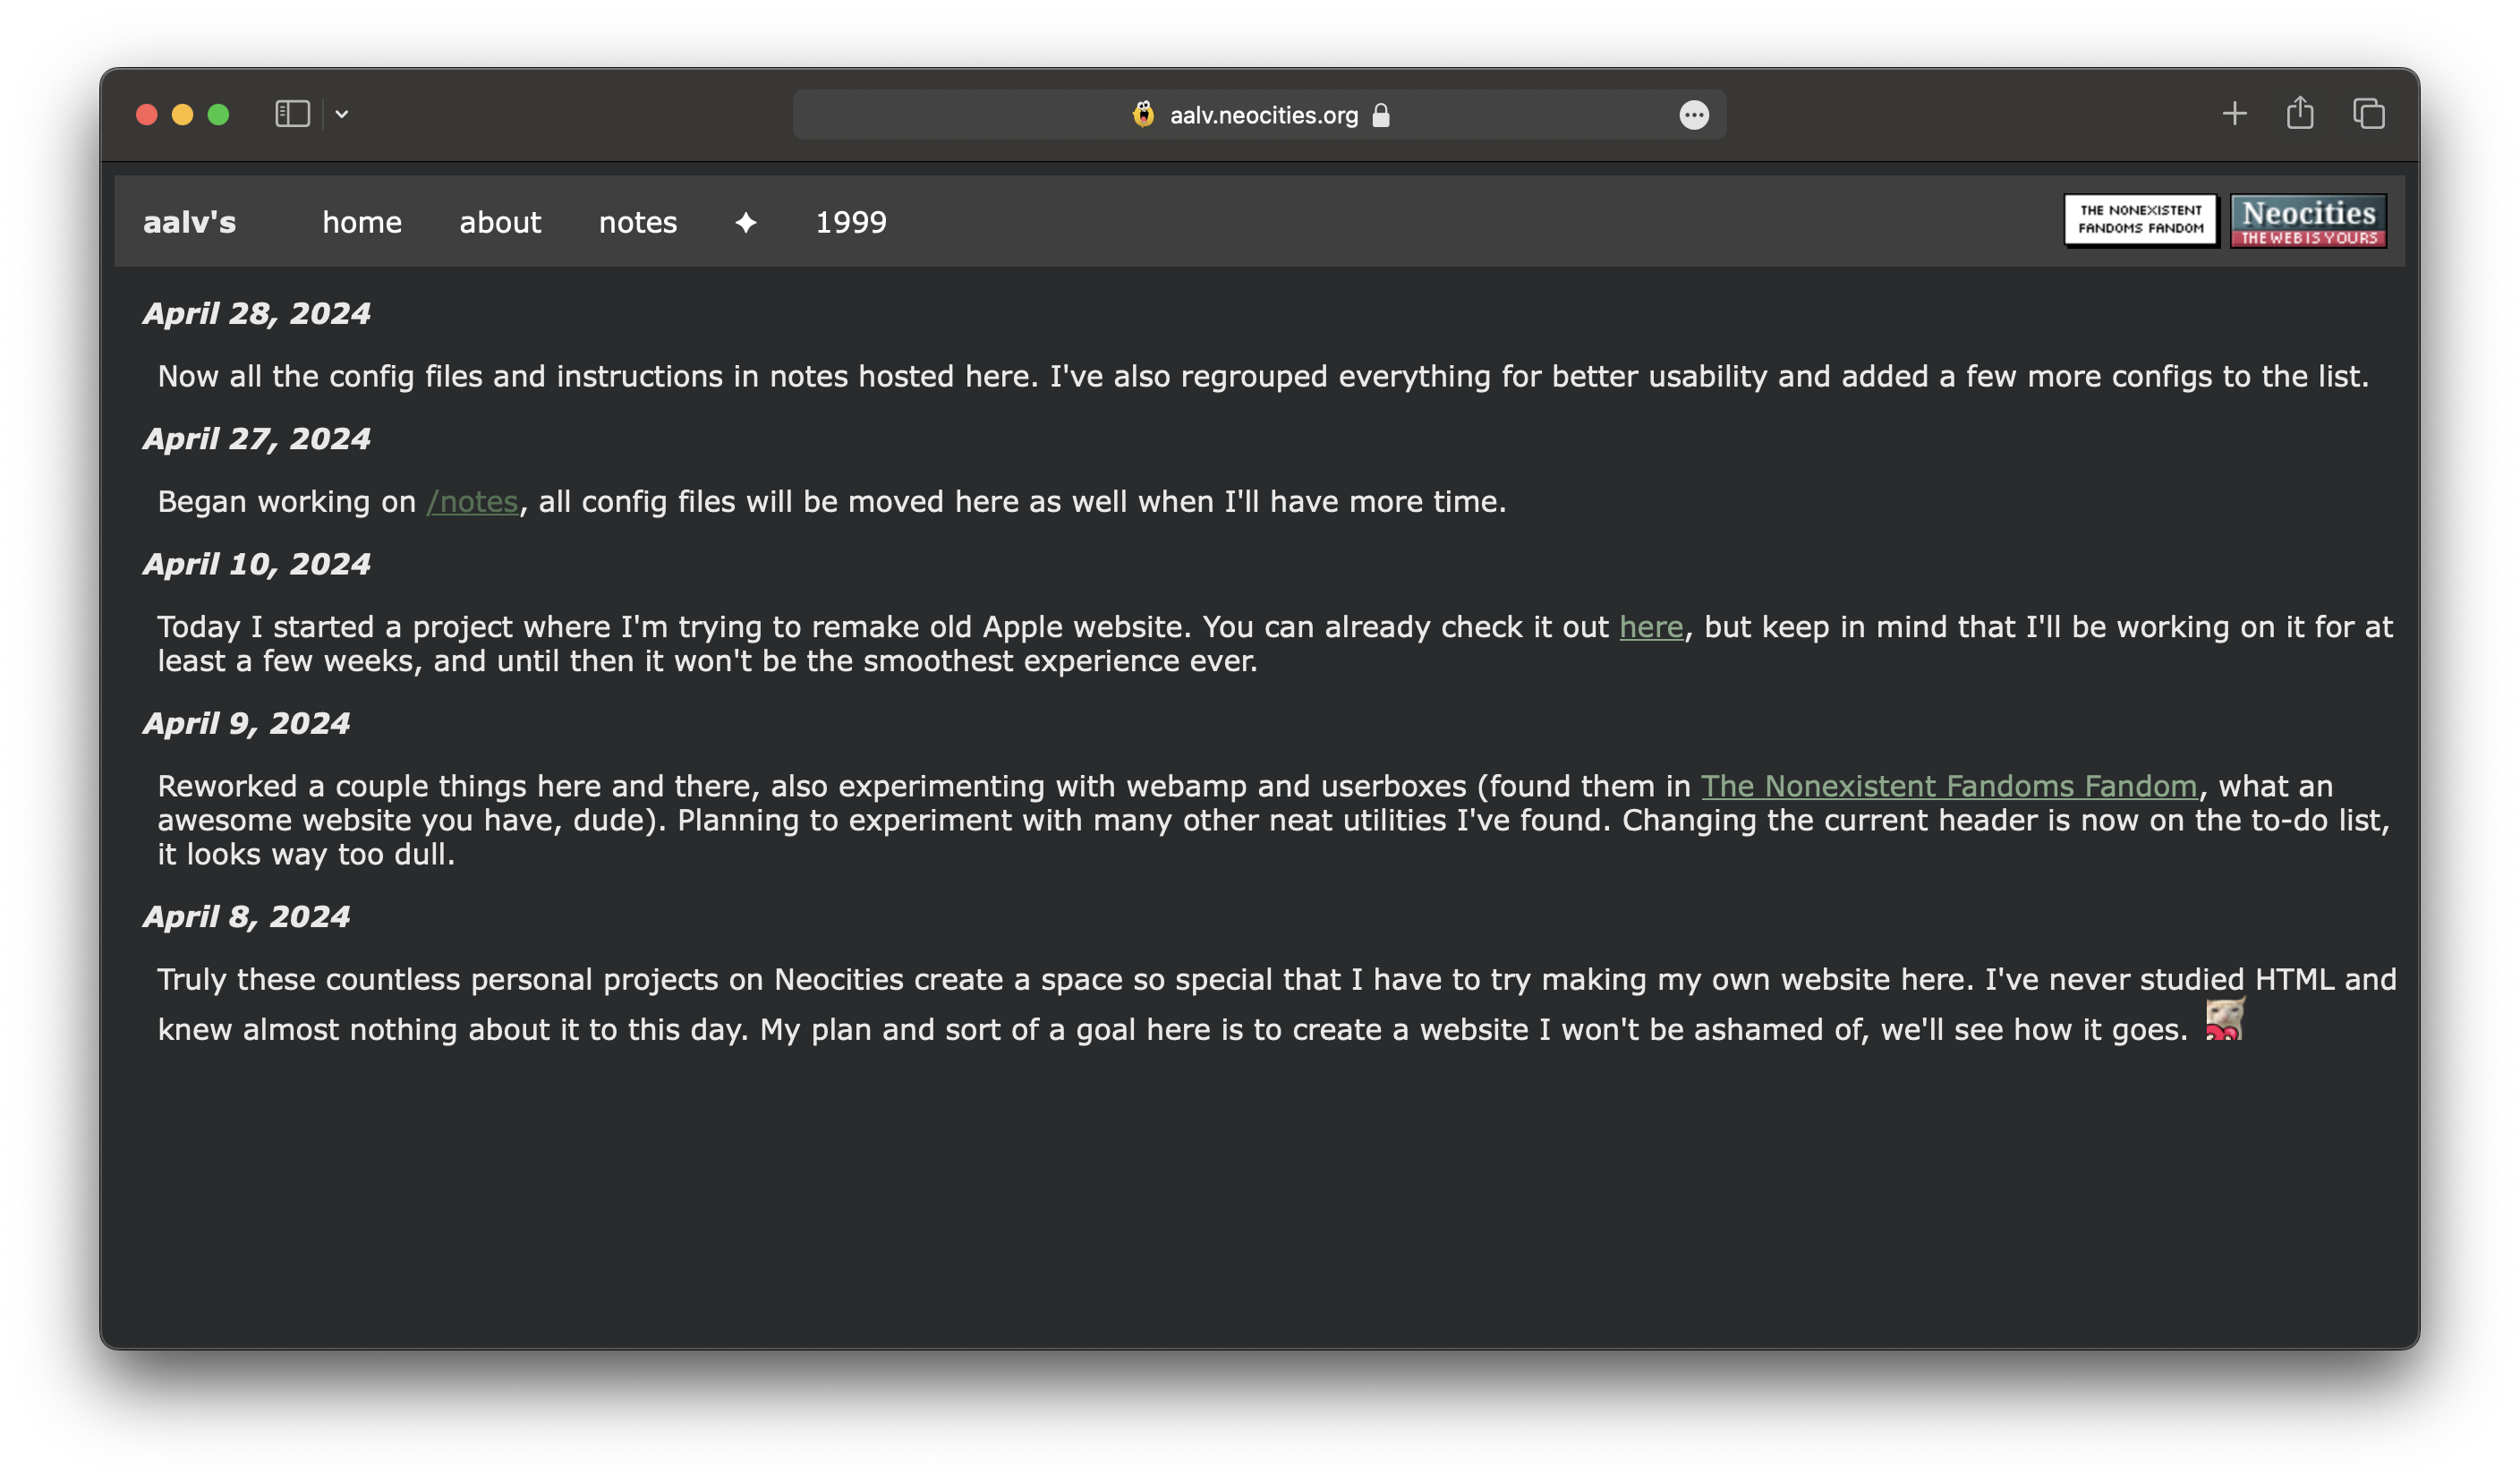 aalv.neocities.org
aalv's home about notes ✦ 1999
THE NONEXISTENT
FANDOMS FANDOM
Neocities
THE WEB IS YOURS
April 28, 2024
Now all the config files and instructions in notes hosted here. I've also regrouped everything for better usability and added a few more configs to the list.
April 27, 2024
Began working on /notes, all config files will be moved here as well when I'll have more time.
April 10, 2024
Today I started a project where I'm trying to remake old Apple website. You can already check it out here, but keep in mind that I'll be working on it for at
least a few weeks, and until then it won't be the smoothest experience ever.
April 9, 2024
Reworked a couple things here and there, also experimenting with webamp and userboxes (found them in The Nonexistent Fandoms Fandom, what an
awesome website you have, dude). Planning to experiment with many other neat utilities I've found. Changing the current header is now on the to-do list,
it looks way too dull.
April 8, 2024
Truly these countless personal projects on Neocities create a space so special that I have to try making my own website here. I've never studied HTML and
knew almost nothing about it to this day. My plan and sort of a goal here is to create a website I won't be ashamed of, we'll see how it goes.